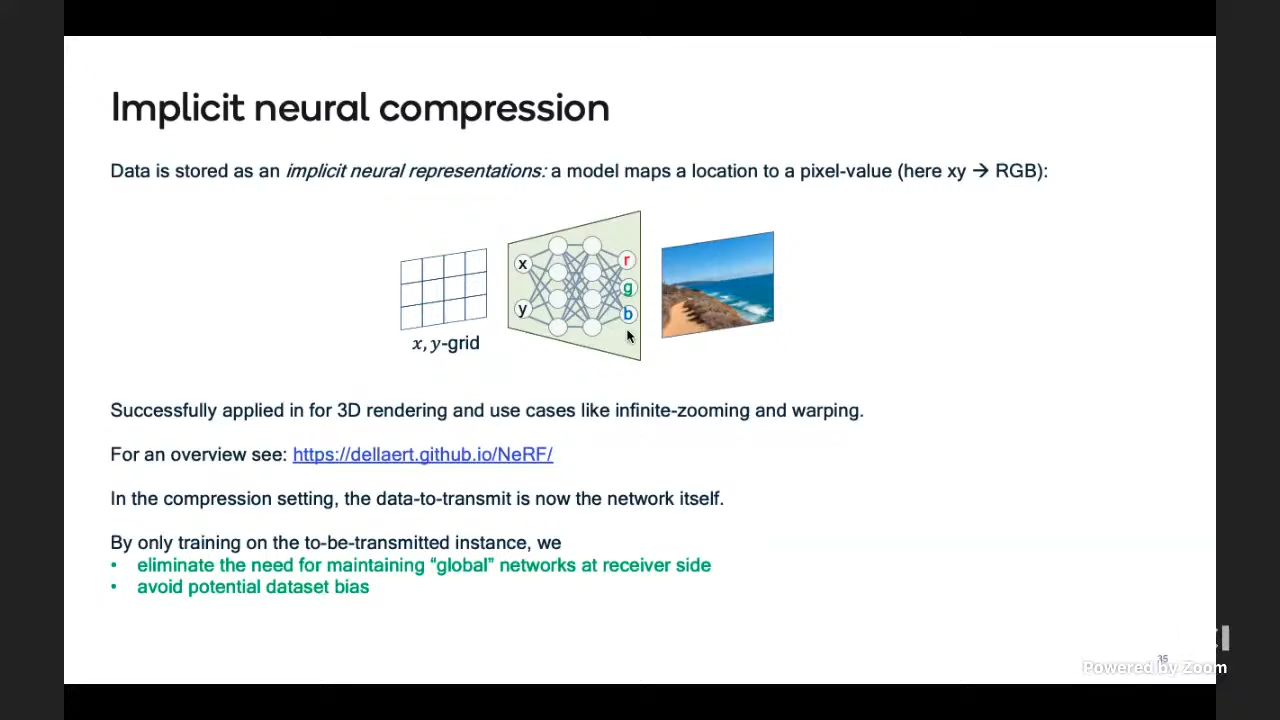 Implicit neural compression
Data is stored as an implicit neural representations: a model maps a location to a pixel-value (here xy → RGB):
x
y
r
g
b
x, y-grid
Successfully applied in for 3D rendering and use cases like infinite-zooming and warping.
For an overview see: https://dellaert.github.io/NeRF/
In the compression setting, the data-to-transmit is now the network itself.
By only training on the to-be-transmitted instance, we
• eliminate the need for maintaining “global” networks at receiver side
• avoid potential dataset bias
35
Powered by Zoom